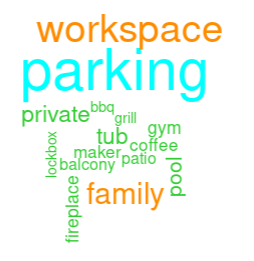 workspace
parking
private
bbq
grill
gym
tub
coffee
lockbox
maker
patio
balcony
pool
fireplace
family